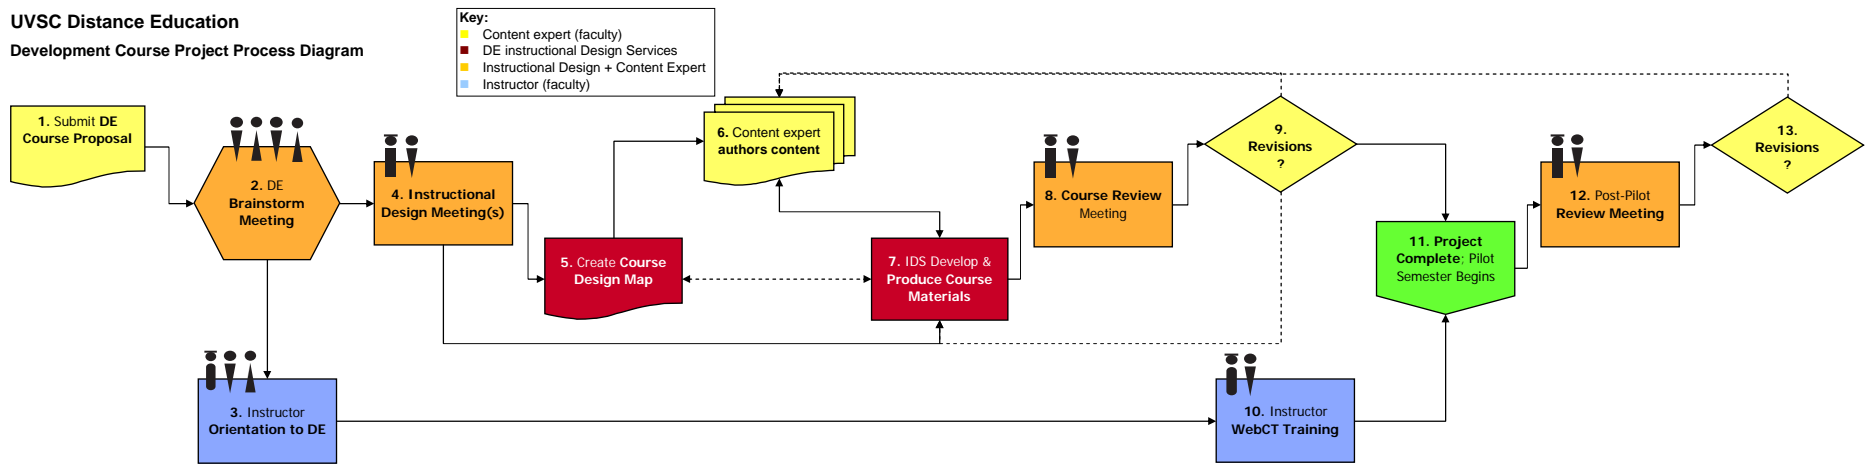 UVSC Distance Education
Development Course Project Process Diagram
Key:
Content expert (faculty)
DE instructional Design Services
Instructional Design + Content Expert
Instructor (faculty)
1. Submit DE
Course Proposal
2. DE
Brainstorm
Meeting
3. Instructor
Orientation to DE
4. Instructional
Design Meeting(s)
5. Create Course
Design Map
6. Content expert
authors content
7. IDS Develop &
Produce Course
Materials
8. Course Review
Meeting
9.
Revisions
?
10. Instructor
WebCT Training
11. Project
Complete; Pilot
Semester Begins
12. Post-Pilot
Review Meeting
13.
Revisions
?